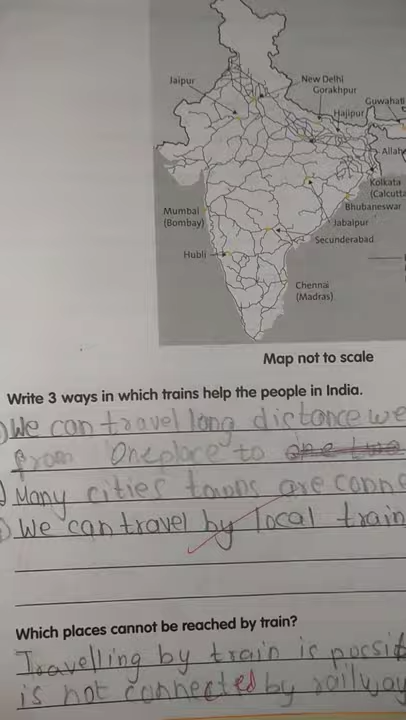 Jaipur
New Delhi
Gorakhpur
Guwahati
Hajipur
Allah
Kolkata
(Calcutta
Bhubaneswar
Mumbai
(Bombay)
Jabalpur
Secunderabad
Hubli
Chennai
(Madras)
Map not to scale
Write 3 ways in which trains help the people in India.
We can travel long distance we
from Oneplace to
Many cities towns are conne
We can travel by local train
Which places cannot be reached by train?
Travelling by train is possib
is not connected by railway